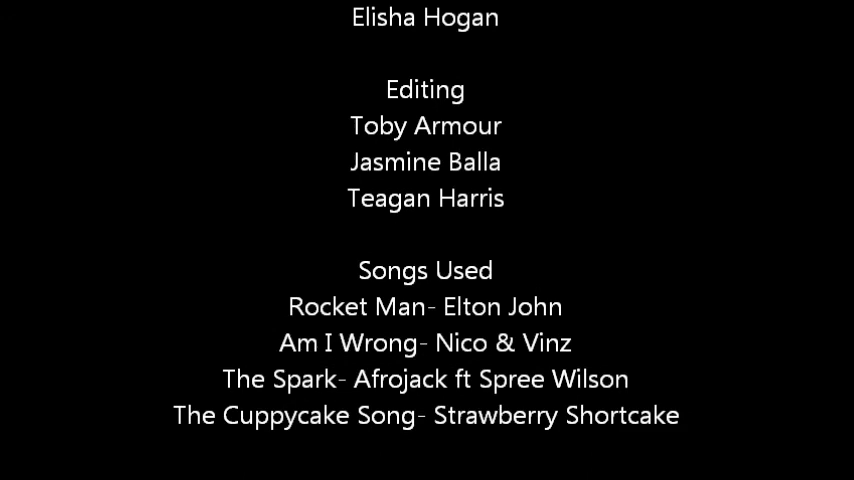 Elisha Hogan
Editing
Toby Armour
Jasmine Balla
Teagan Harris
Songs Used
Rocket Man- Elton John
Am I Wrong- Nico & Vinz
The Spark- Afrojack ft Spree Wilson
The Cuppycake Song- Strawberry Shortcake